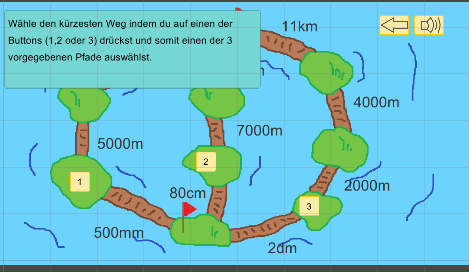 Wähle den kürzesten Weg indem du auf einen der
Buttons (1,2 oder 3) drückst und somit einen der 3
vorgegebenen Pfade auswählst.
11km
4000m
7000m
5000m
2
1
2000m
80cm
3
500mm
2dm